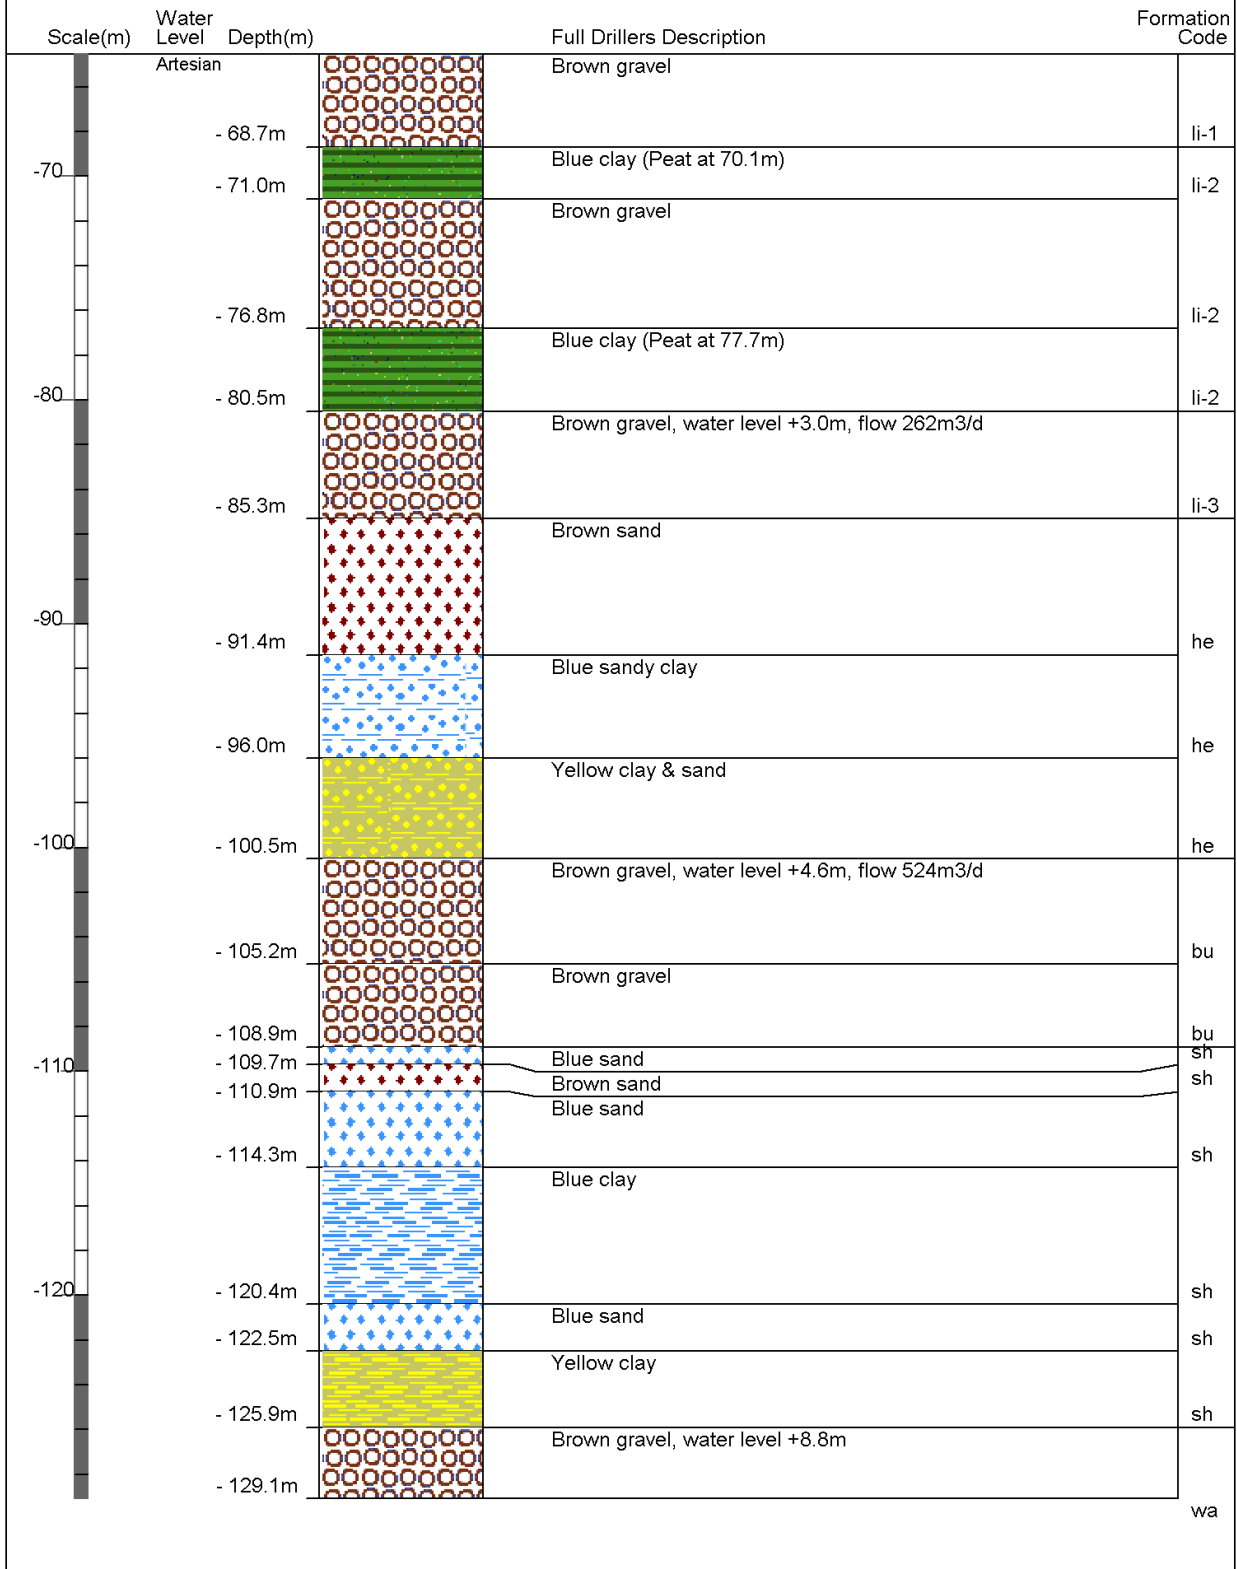 Water Formation
Scale(m) Level Depth(m) Full Drillers Description Code
Artesian Brown gravel
- 68.7m li-1
Blue clay (Peat at 70.1m)
-70
- 71.0m li-2
Brown gravel
- 76.8m li-2
Blue clay (Peat at 77.7m)
-80 - 80.5m li-2
Brown gravel, water level +3.0m, flow 262m3/d
- 85.3m li-3
Brown sand
-90
- 91.4m he
Blue sandy clay
- 96.0m he
Yellow clay & sand
-100 - 100.5m he
Brown gravel, water level +4.6m, flow 524m3/d
- 105.2m bu
Brown gravel
- 108.9m bu
-110 - 109.7m Blue sand sh
Brown sand sh
- 110.9m
Blue sand
- 114.3m sh
Blue clay
-120 - 120.4m sh
Blue sand
- 122.5m sh
Yellow clay
- 125.9m sh
Brown gravel, water level +8.8m
- 129.1m
wa